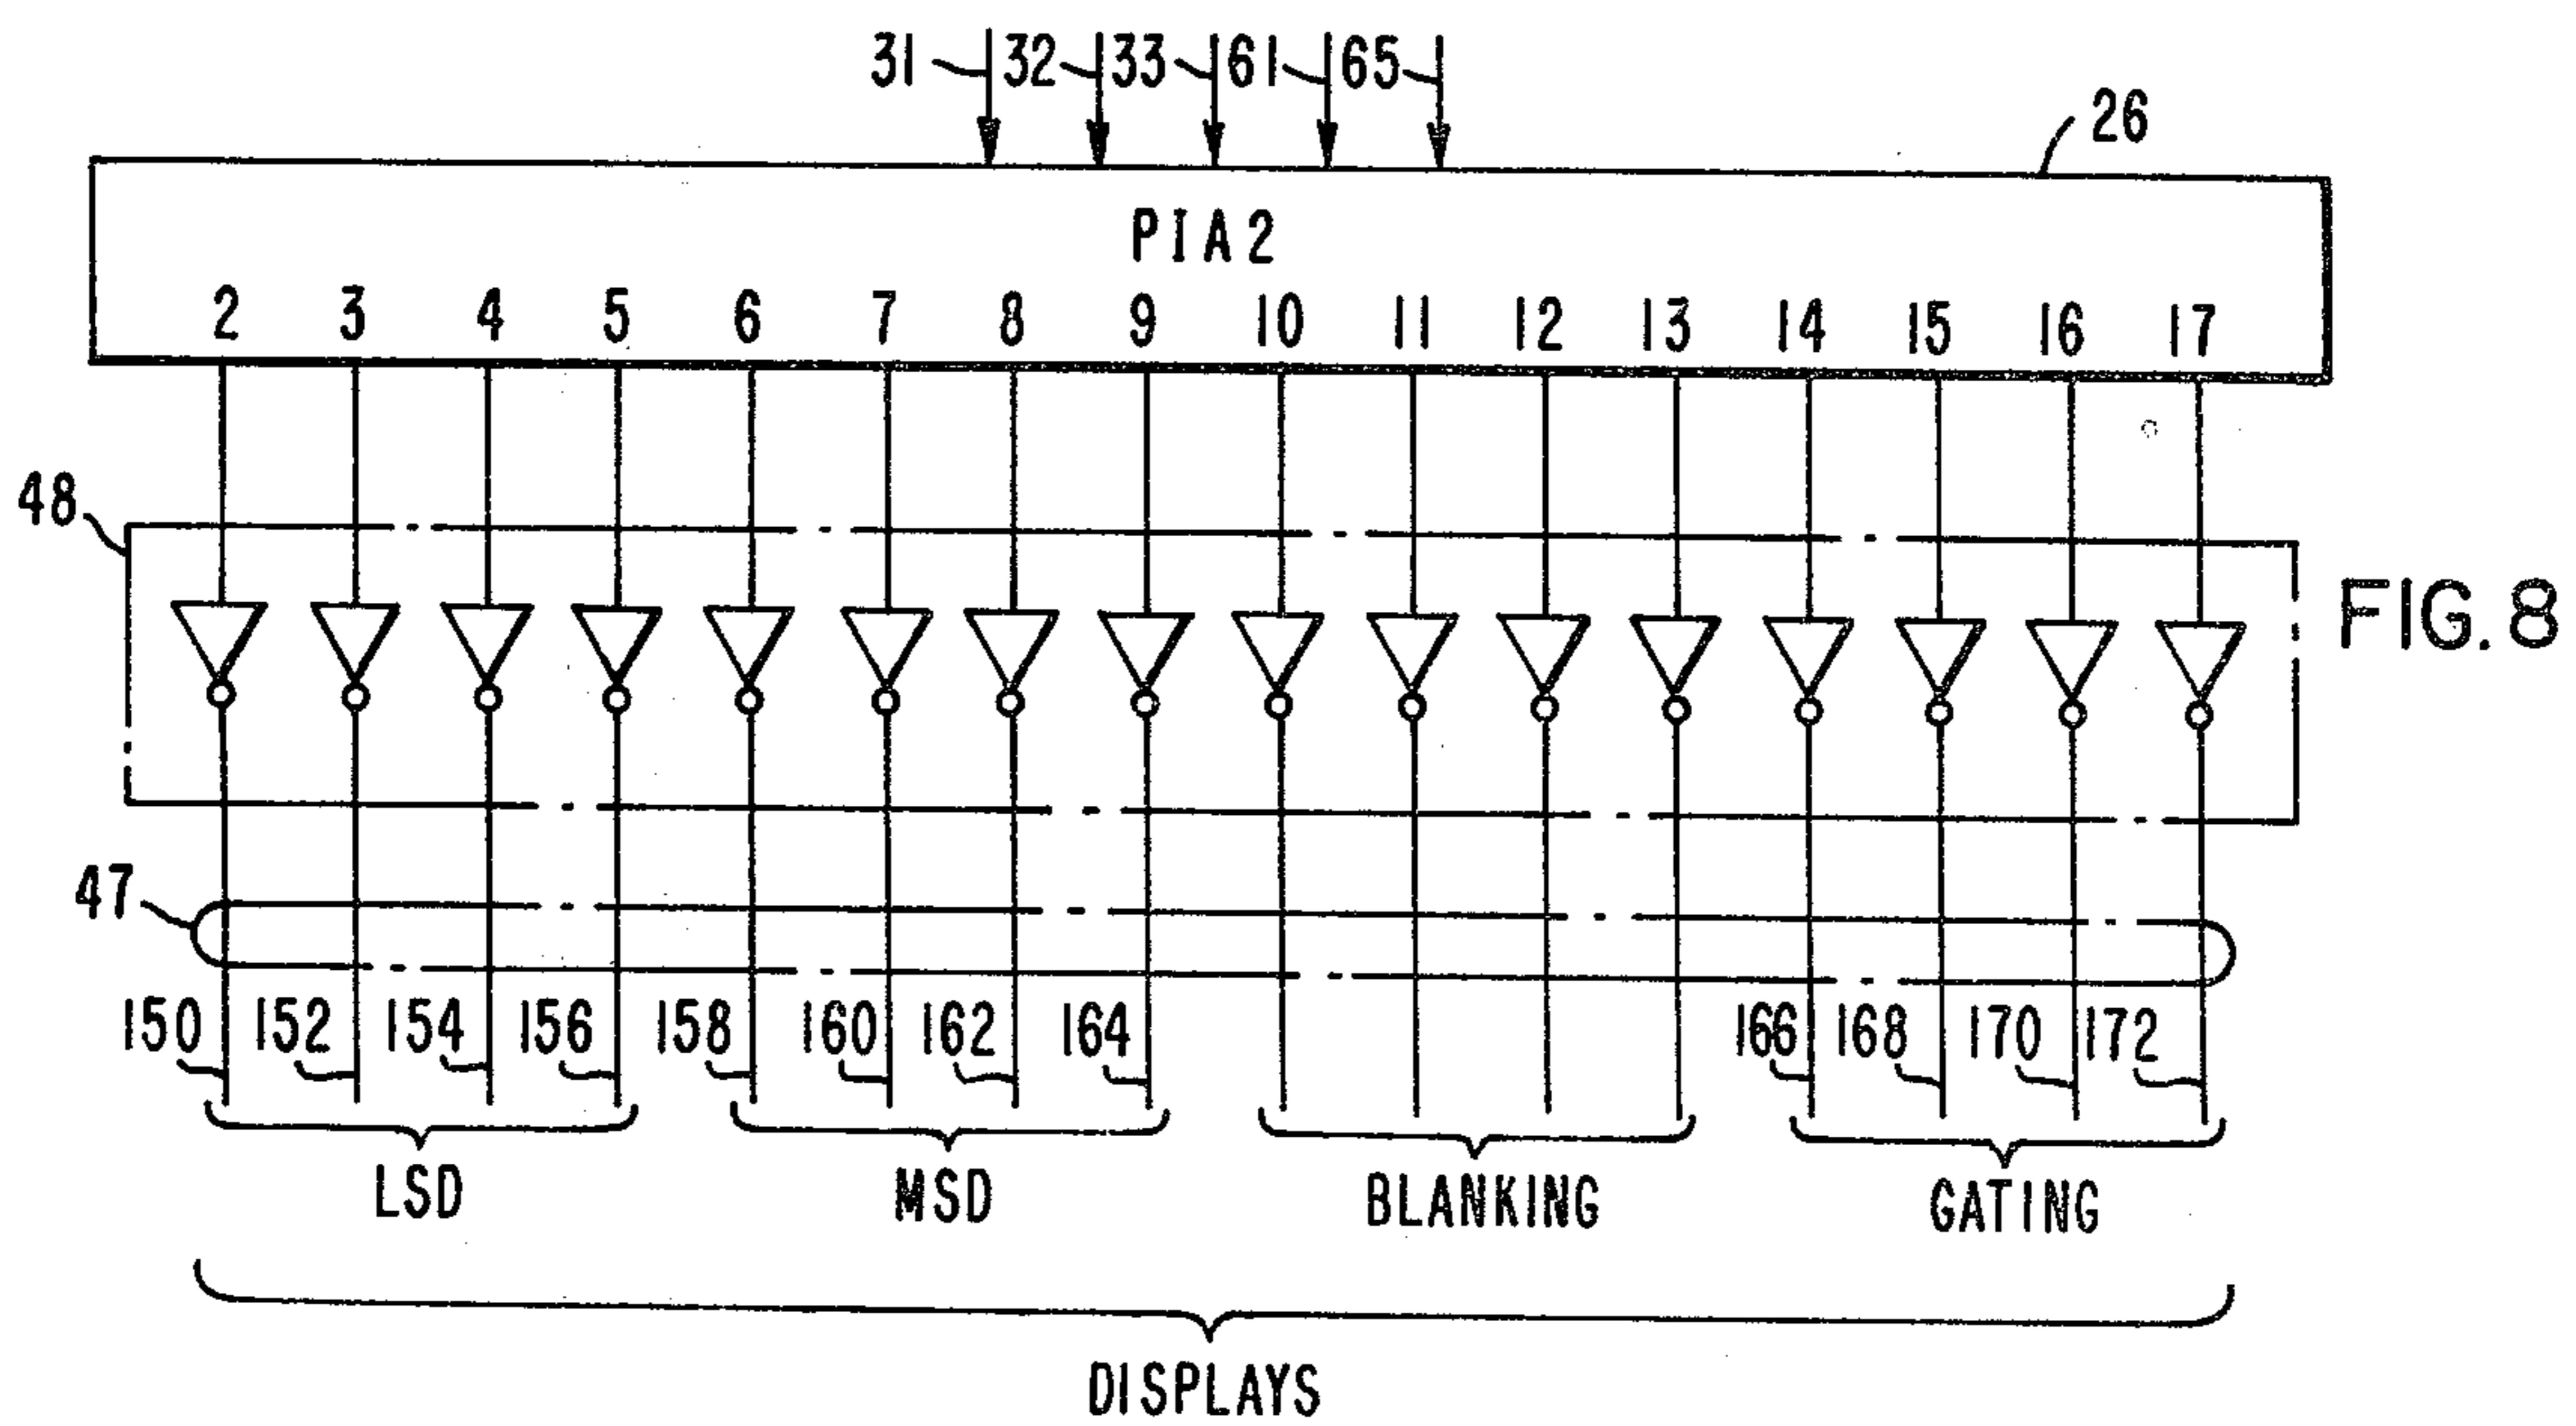 31 32 33 61 65
26
PIA2
2 3 4 5 6 7 8 9 10 11 12 13 14 15 16 17
48
FIG. 8
47
150 152 154 156 158 160 162 164 166 168 170 172
LSD MSD BLANKING GATING
DISPLAYS